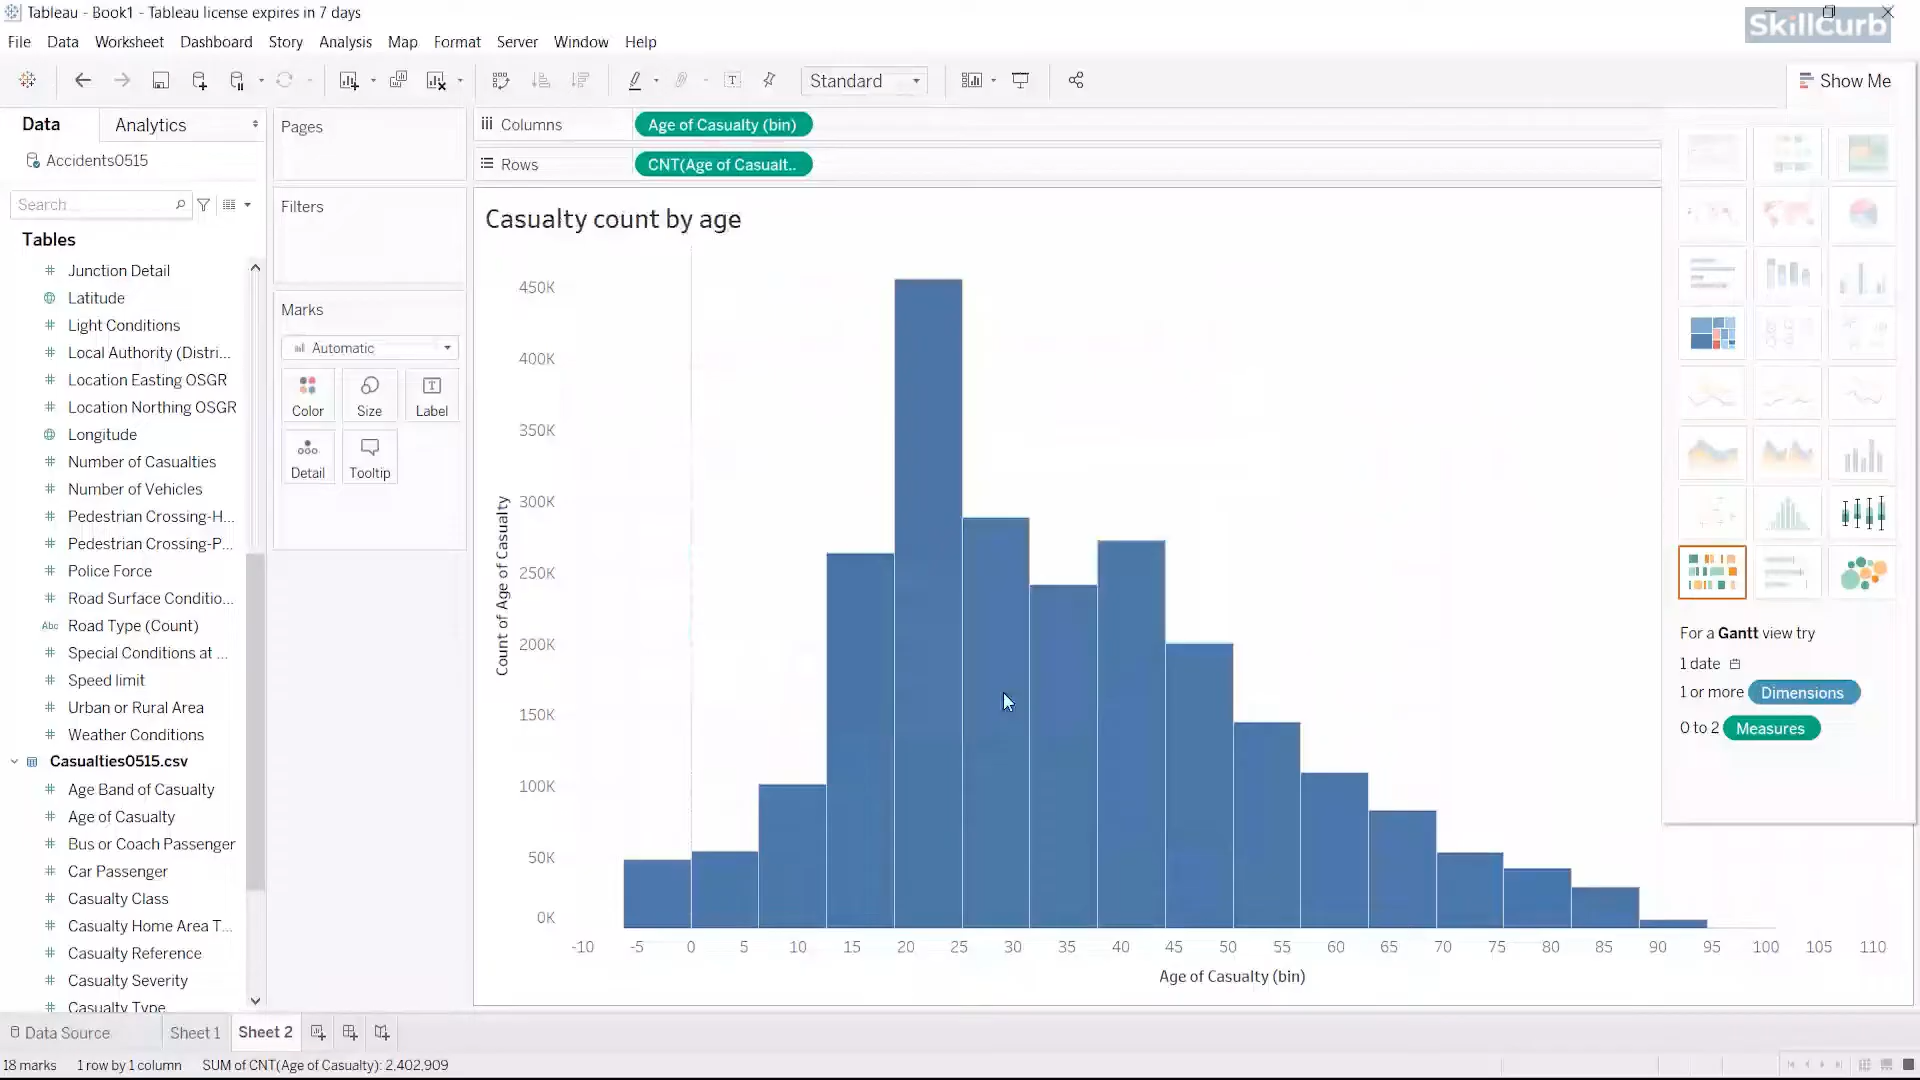 Tableau - Book1 - Tableau license expires in 7 days
SkillCurb
File Data Worksheet Dashboard Story Analysis Map Format Server Window Help
Standard
Show Me
Data
Analytics
Accidents0515
Search
Tables
Junction Detail
Latitude
Light Conditions
Local Authority (Distri...
Location Easting OSGR
Location Northing OSGR
Longitude
Number of Casualties
Number of Vehicles
Pedestrian Crossing-H...
Pedestrian Crossing-P...
Police Force
Road Surface Conditio...
Abc Road Type (Count)
Special Conditions at ...
Speed limit
Urban or Rural Area
Weather Conditions
Casualties0515.csv
Age Band of Casualty
Age of Casualty
Bus or Coach Passenger
Car Passenger
Casualty Class
Casualty Home Area T...
Casualty Reference
Casualty Severity
Casualty Type
Pages
Filters
Marks
Automatic
Color Size Label
Detail Tooltip
Columns Age of Casualty (bin)
Rows CNT(Age of Casualt..
Casualty count by age
Count of Age of Casualty
450K
400K
350K
300K
250K
200K
150K
100K
50K
0K
-10 -5 0 5 10 15 20 25 30 35 40 45 50 55 60 65 70 75 80 85 90 95 100 105 110
Age of Casualty (bin)
For a Gantt view try
1 date
1 or more Dimensions
0 to 2 Measures
Data Source Sheet 1 Sheet 2
18 marks 1 row by 1 column SUM of CNT(Age of Casualty): 2,402,909